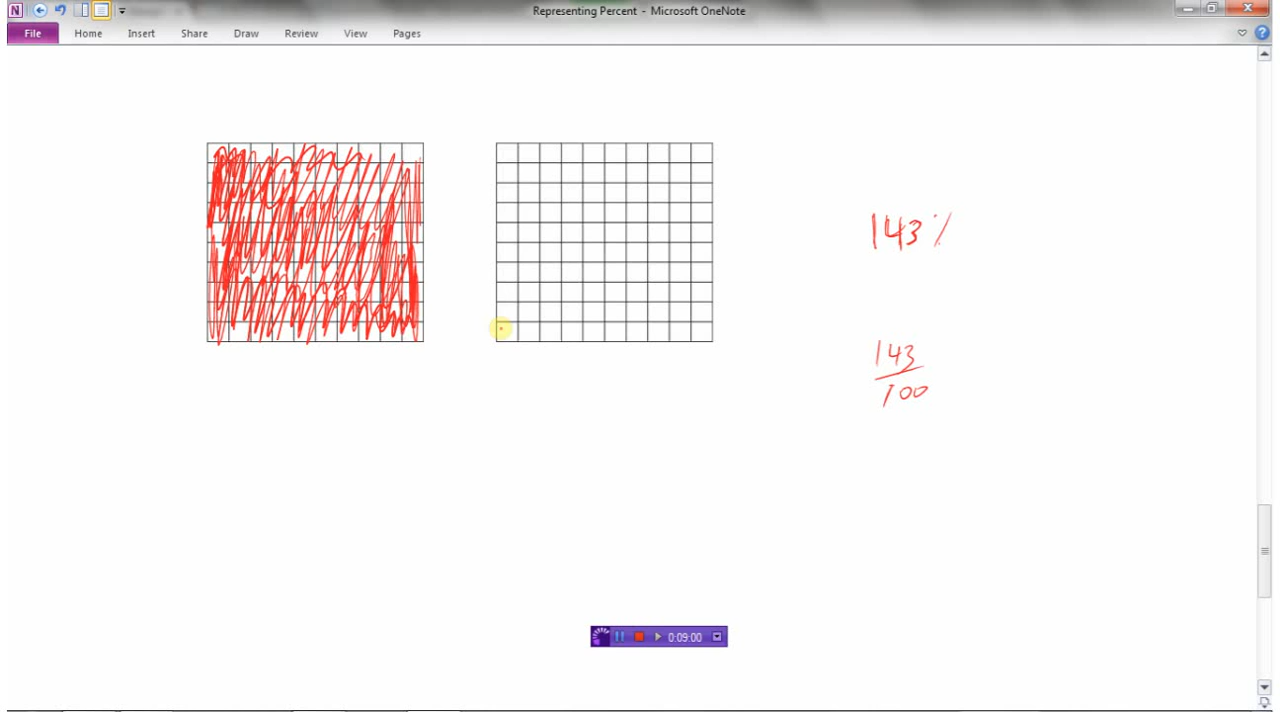 Representing Percent - Microsoft OneNote
File Home Insert Share Draw Review View Pages
143%
143
100
0:09:00